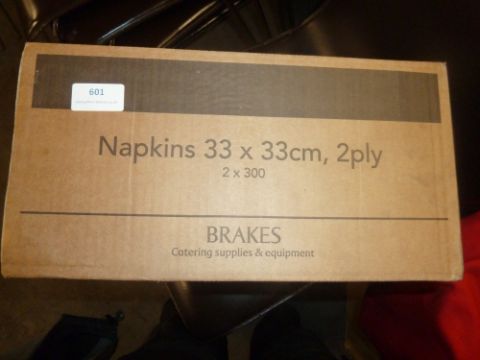 601
Napkins 33 x 33cm, 2ply
2 x 300
BRAKES
Catering supplies & equipment